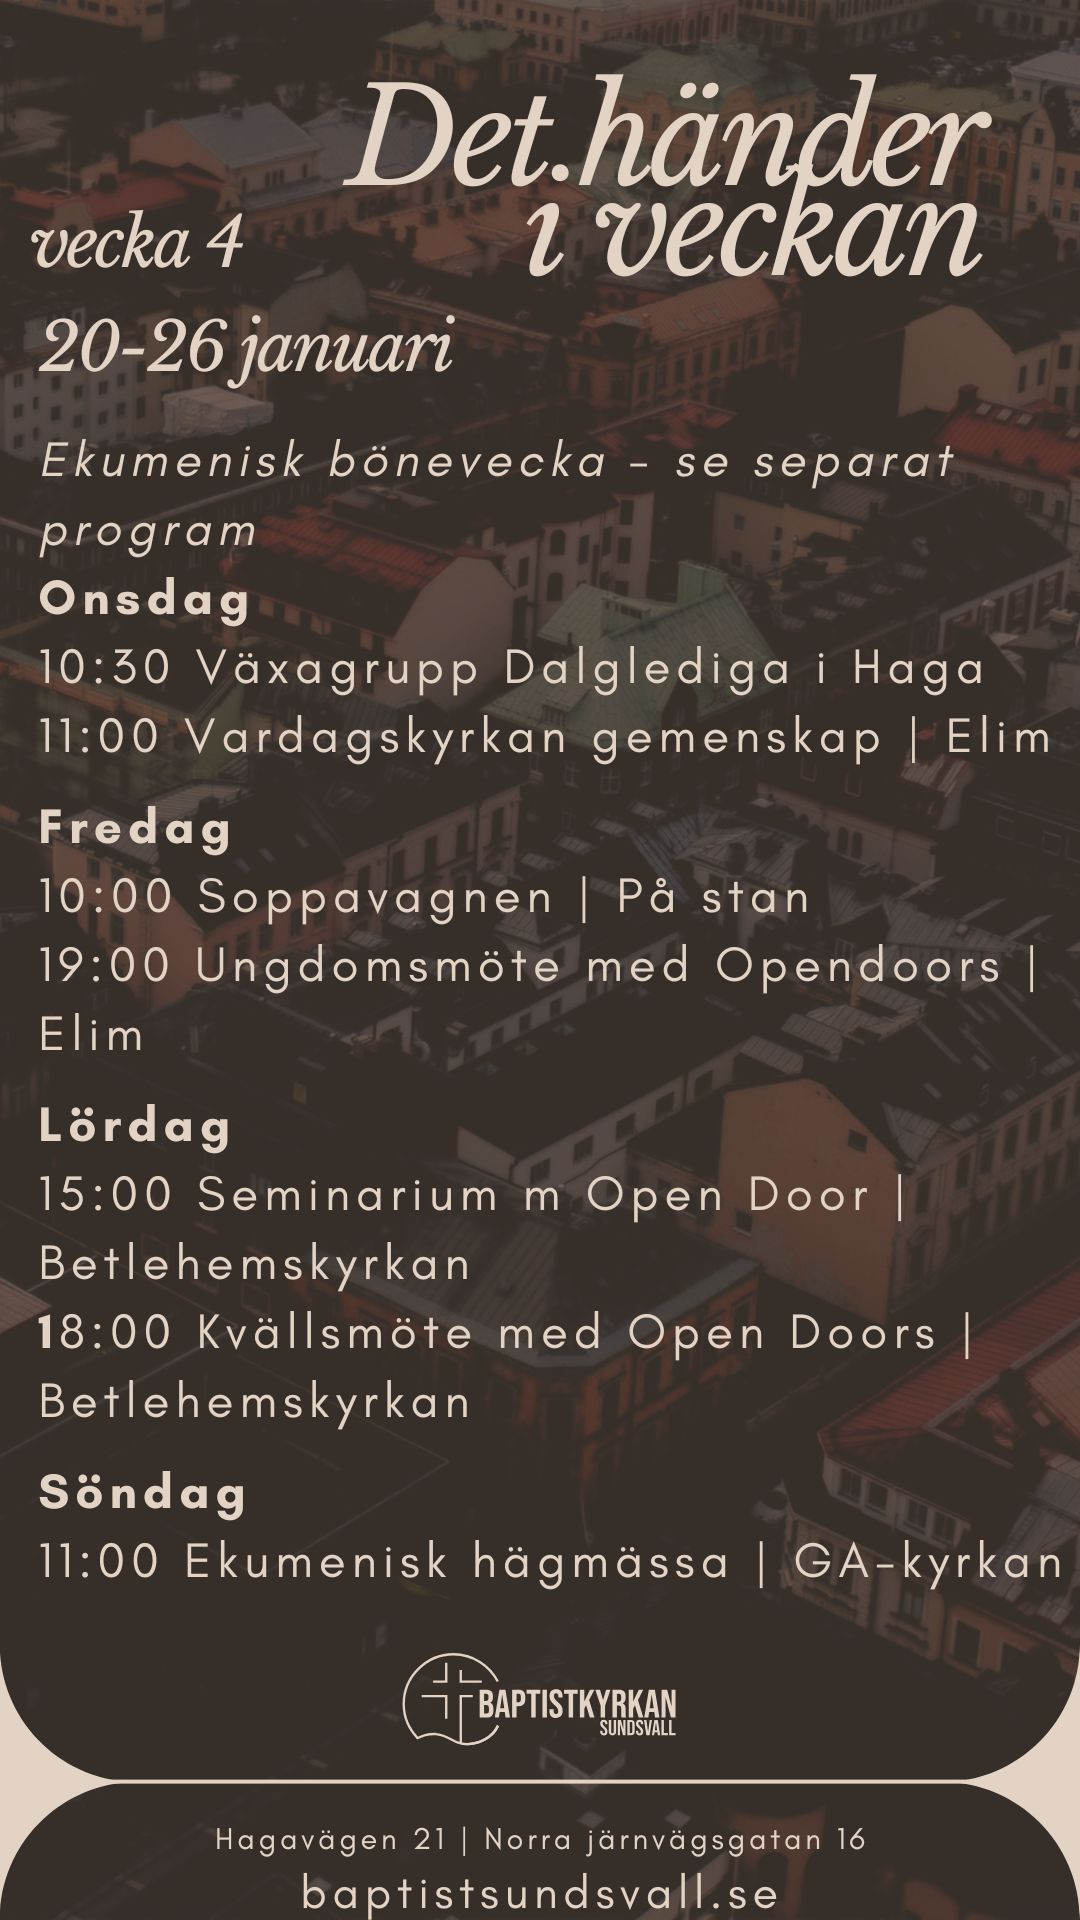 Det händer
i veckan
vecka 4
20-26 januari
Ekumenisk bönevecka - se separat
program
Onsdag
10:30 Växagrupp Dalglediga i Haga
11:00 Vardagskyrkan gemenskap | Elim
Fredag
10:00 Soppavagnen | På stan
19:00 Ungdomsmöte med Opendoors |
Elim
Lördag
15:00 Seminarium m Open Door |
Betlehemskyrkan
18:00 Kvällsmöte med Open Doors |
Betlehemskyrkan
Söndag
11:00 Ekumenisk hägmässa | GA-kyrkan
BAPTISTKYRKAN
SUNDSVALL
Hagavägen 21 | Norra järnvägsgatan 16
baptistsundsvall.se